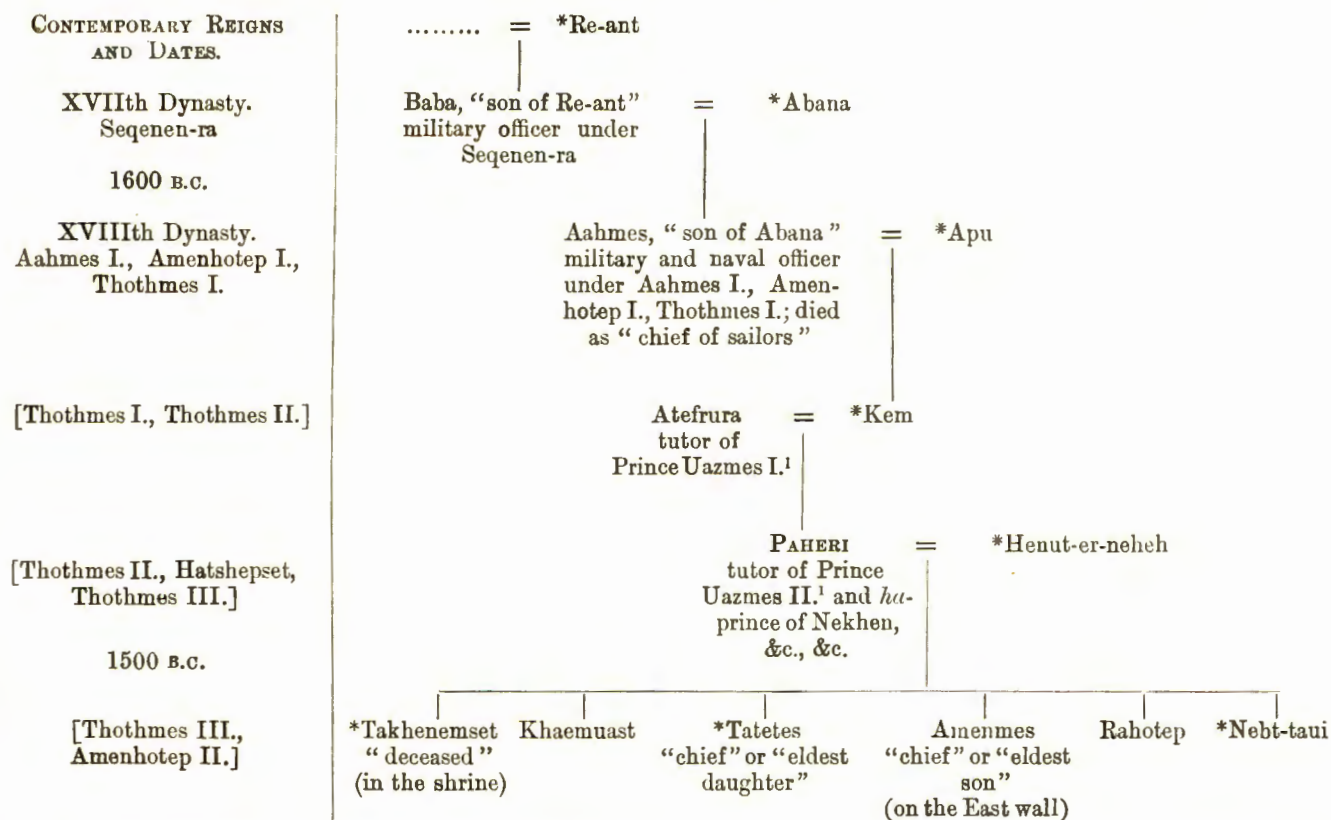 CONTEMPORARY REIGNS
AND DATES.
......... = *Re-ant
XVIIth Dynasty.
Seqenen-ra
Baba, “son of Re-ant” = *Abana
military officer under
Seqenen-ra
1600 B.C.
XVIIIth Dynasty.
Aahmes I., Amenhotep I.,
Thothmes I.
Aahmes, “son of Abana” = *Apu
military and naval officer
under Aahmes I., Amen-
hotep I., Thothmes I.; died
as “chief of sailors”
[Thothmes I., Thothmes II.]
Atefrura = *Kem
tutor of
Prince Uazmes I.¹
[Thothmes II., Hatshepset,
Thothmes III.]
PAHERI = *Henut-er-neheh
tutor of Prince
Uazmes II.¹ and ha-
prince of Nekhen,
&c., &c.
1500 B.C.
[Thothmes III.,
Amenhotep II.]
*Takhenemset
“deceased”
(in the shrine)
Khaemuast
*Tatetes
“chief” or “eldest
daughter”
Amenmes
“chief” or “eldest
son”
(on the East wall)
Rahotep
*Nebt-taui